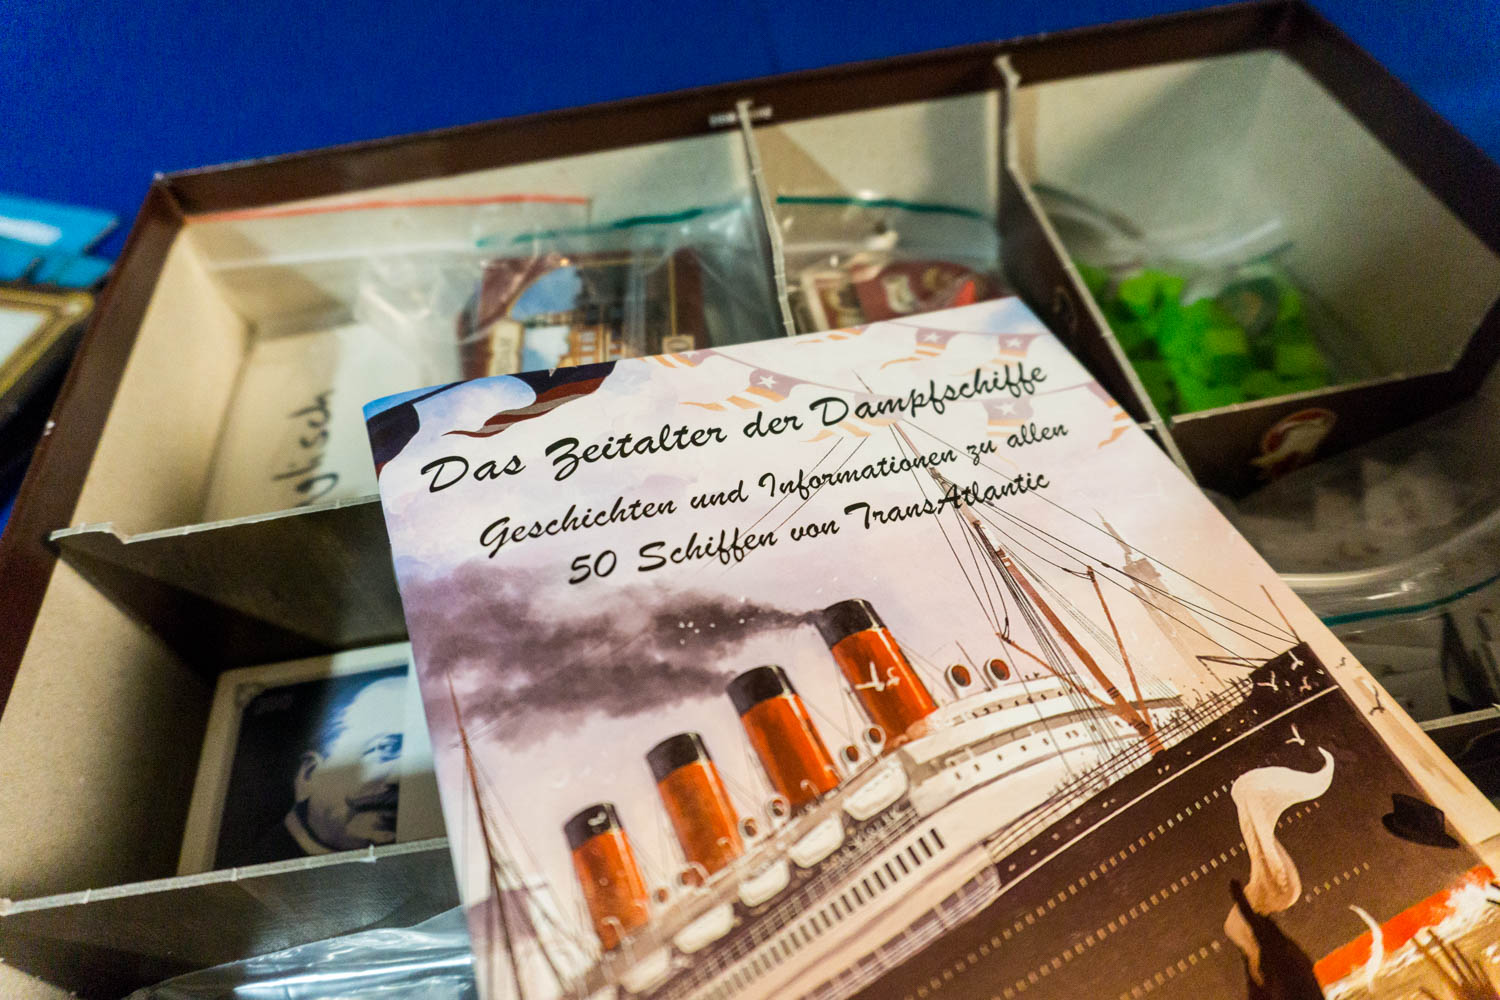 Das Zeitalter der Dampfschiffe
Geschichten und Informationen zu allen
50 Schiffen von TransAtlantic